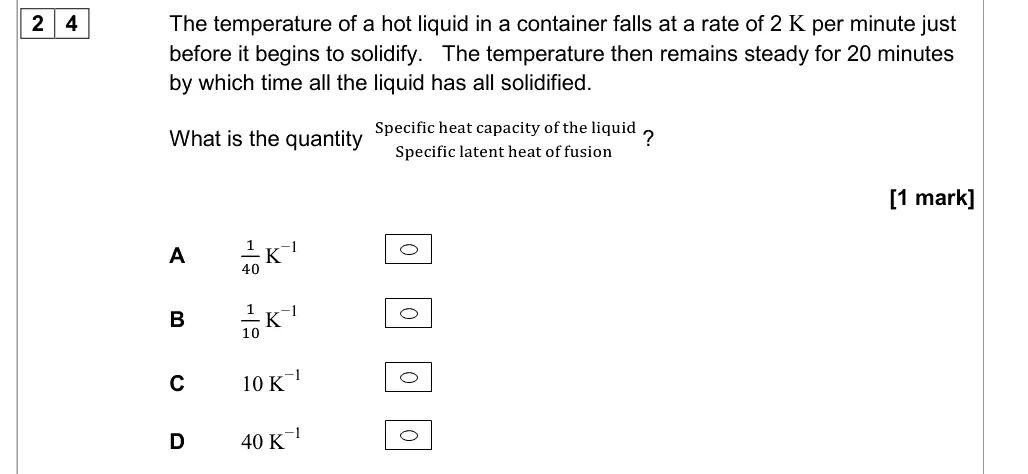 2 4 The temperature of a hot liquid in a container falls at a rate of 2 K per minute just
before it begins to solidify. The temperature then remains steady for 20 minutes
by which time all the liquid has all solidified.
What is the quantity Specific heat capacity of the liquid / Specific latent heat of fusion ?
[1 mark]
A 1/40 K⁻¹
B 1/10 K⁻¹
C 10 K⁻¹
D 40 K⁻¹